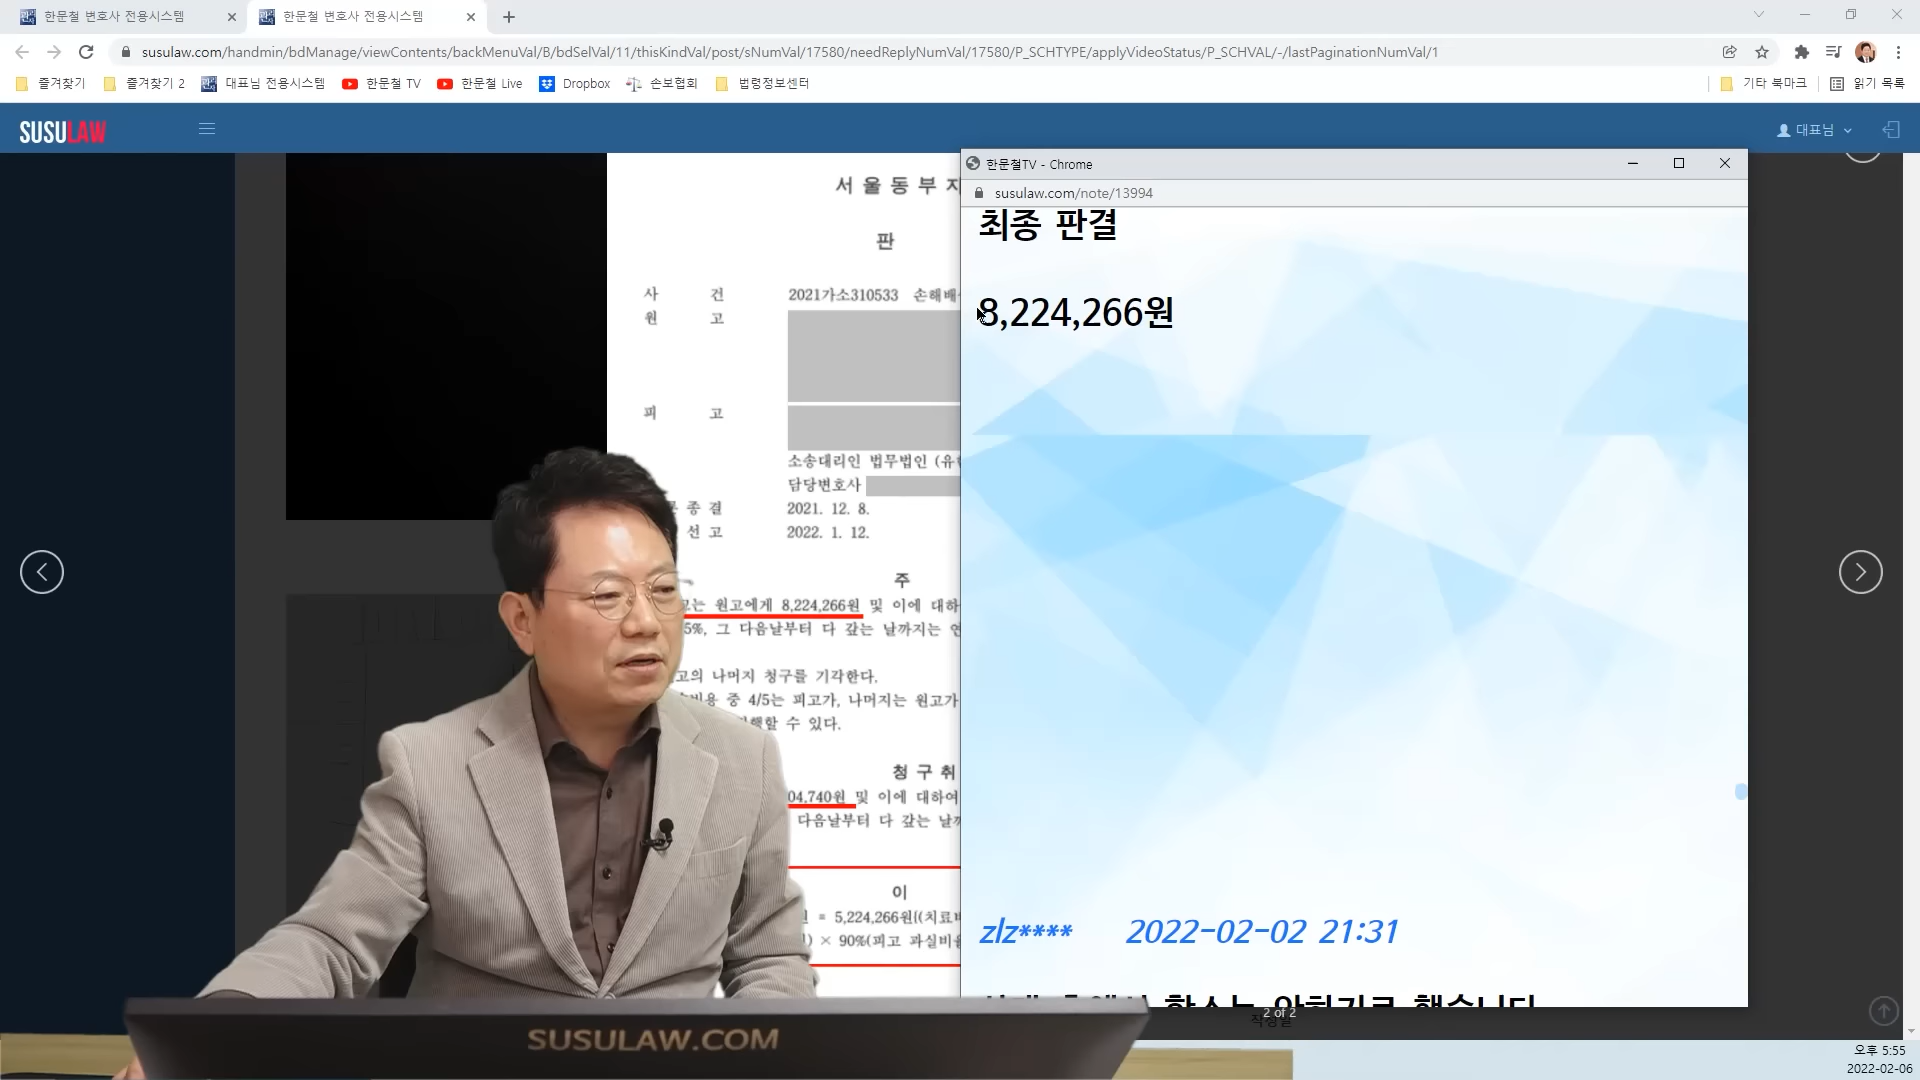 한문철 변호사 전용시스템
한문철 변호사 전용시스템
susulaw.com/handmin/bdManage/viewContents/backMenuVal/B/bdSelVal/11/thisKindVal/post/sNumVal/17580/needReplyNumVal/17580/P_SCHTYPE/applyVideoStatus/P_SCHVAL/-/lastPaginationNumVal/1
즐겨찾기
즐겨찾기 2
대표님 전용시스템
한문철 TV
한문철 Live
Dropbox
손보협회
법령정보센터
기타 북마크
읽기 목록
SUSULAW
대표님
서 울 동 부 지
판
사 건 2021가소310533 손해배
원 고
피 고
소송대리인 법무법인 (유
담당변호사
종 결 2021. 12. 8.
선 고 2022. 1. 12.
주
는 원고에게 8,224,266원 및 이에 대하
5%, 그 다음날부터 다 갚는 날까지는 연
고의 나머지 청구를 기각한다.
용 중 4/5는 피고가, 나머지는 원고가
행할 수 있다.
청 구 취
04,740원 및 이에 대하여
다음날부터 다 갚는 날
이
= 5,224,266원{(치료
) × 90%(피고 과실비
한문철TV - Chrome
susulaw.com/note/13994
최종 판결
8,224,266원
zlz**** 2022-02-02 21:31
2 of 2
SUSULAW.COM
오후 5:55
2022-02-06